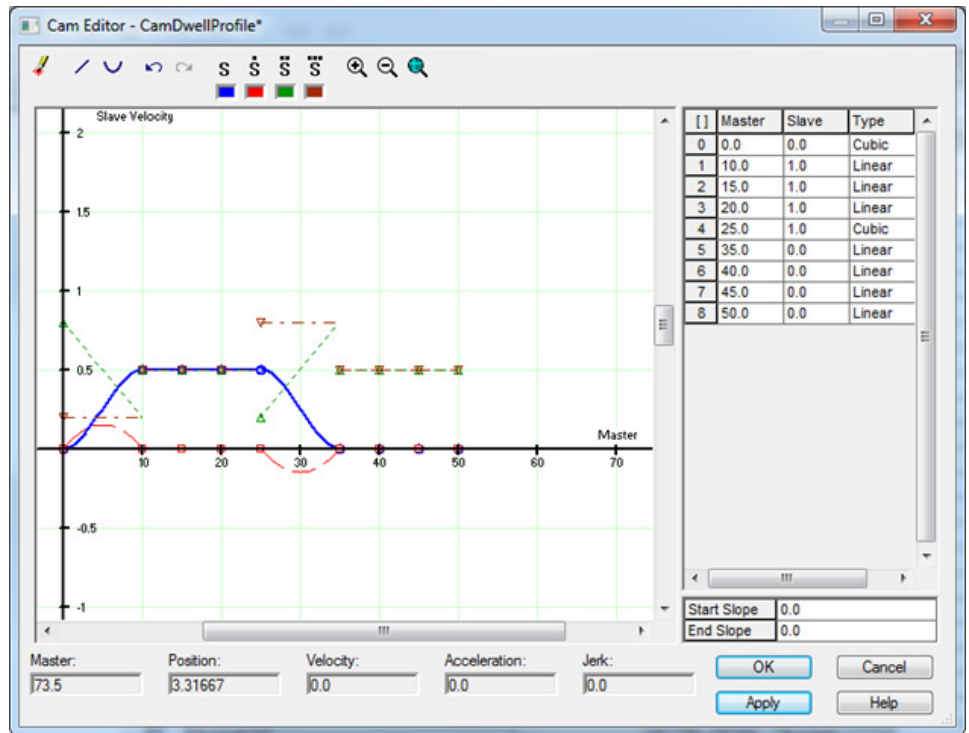 Cam Editor - CamDwellProfile*
S Ṡ S̈ S⃛
Slave Velocity
2
1.5
1
0.5
Master
10 20 30 40 50 60 70
-0.5
-1
[ ] Master Slave Type
0 0.0 0.0 Cubic
1 10.0 1.0 Linear
2 15.0 1.0 Linear
3 20.0 1.0 Linear
4 25.0 1.0 Cubic
5 35.0 0.0 Linear
6 40.0 0.0 Linear
7 45.0 0.0 Linear
8 50.0 0.0 Linear
Start Slope 0.0
End Slope 0.0
Master: Position: Velocity: Acceleration: Jerk:
73.5 3.31667 0.0 0.0 0.0
OK Cancel
Apply Help